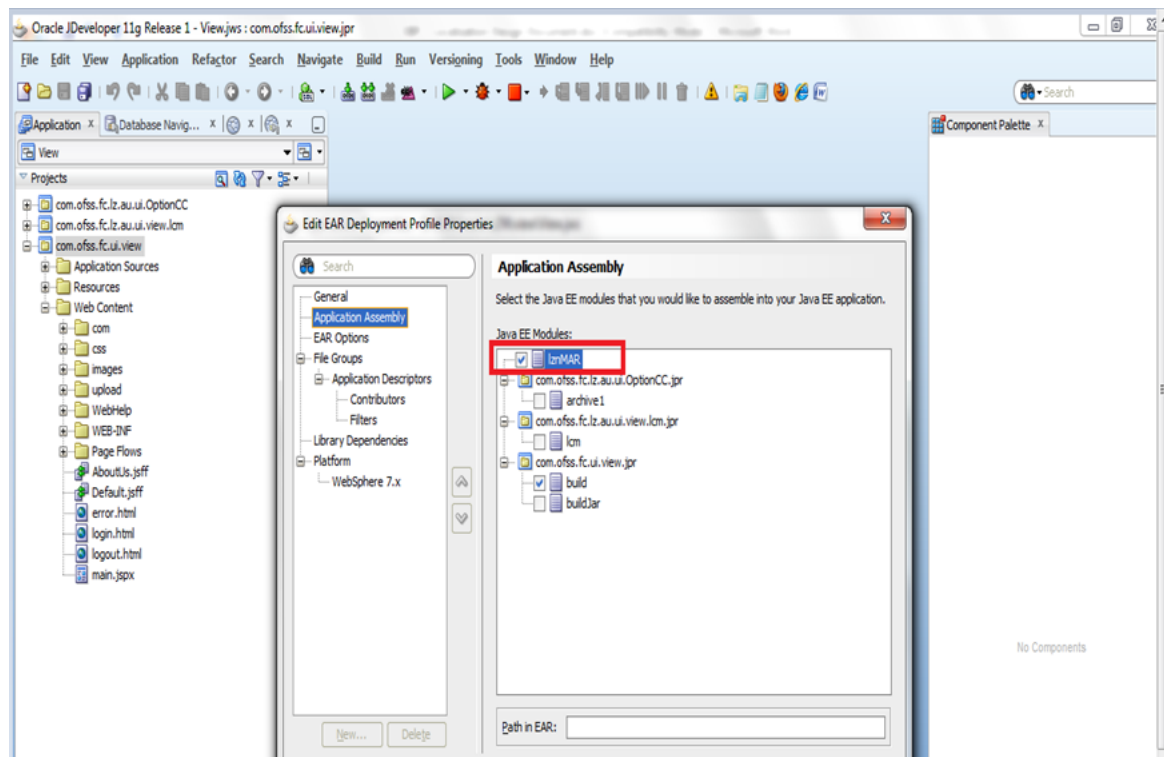 Oracle JDeveloper 11g Release 1 - View.jws : com.ofss.fc.ui.view.jpr
File Edit View Application Refactor Search Navigate Build Run Versioning Tools Window Help
Search
Application x Database Navig... x x x
View
Projects
com.ofss.fc.lz.au.ui.OptionCC
com.ofss.fc.lz.au.ui.view.lcm
com.ofss.fc.ui.view
Application Sources
Resources
Web Content
com
css
images
upload
WebHelp
WEB-INF
Page Flows
AboutUs.jsff
Default.jsff
error.html
login.html
logout.html
main.jspx
Edit EAR Deployment Profile Properties
Search
General
Application Assembly
EAR Options
File Groups
Application Descriptors
Contributors
Filters
Library Dependencies
Platform
WebSphere 7.x
New... Delete
Application Assembly
Select the Java EE modules that you would like to assemble into your Java EE application.
Java EE Modules:
lznMAR
com.ofss.fc.lz.au.ui.OptionCC.jpr
archive1
com.ofss.fc.lz.au.ui.view.lcm.jpr
lcm
com.ofss.fc.ui.view.jpr
build
buildJar
Path in EAR:
Component Palette x
No Components